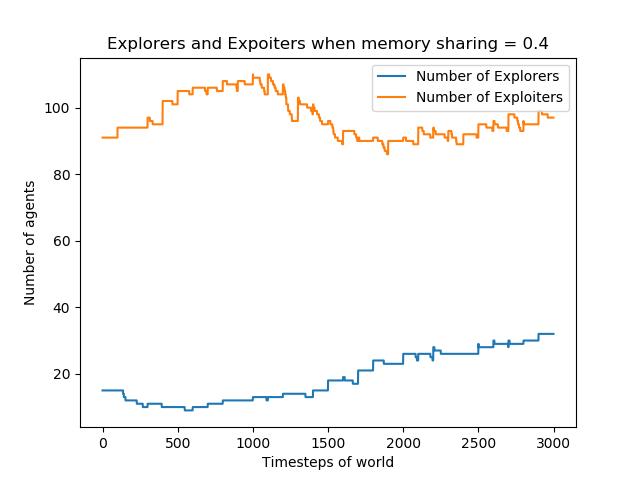 Explorers and Expoiters when memory sharing = 0.4
Number of Explorers
Number of Exploiters
Number of agents
100
80
60
40
20
0 500 1000 1500 2000 2500 3000
Timesteps of world